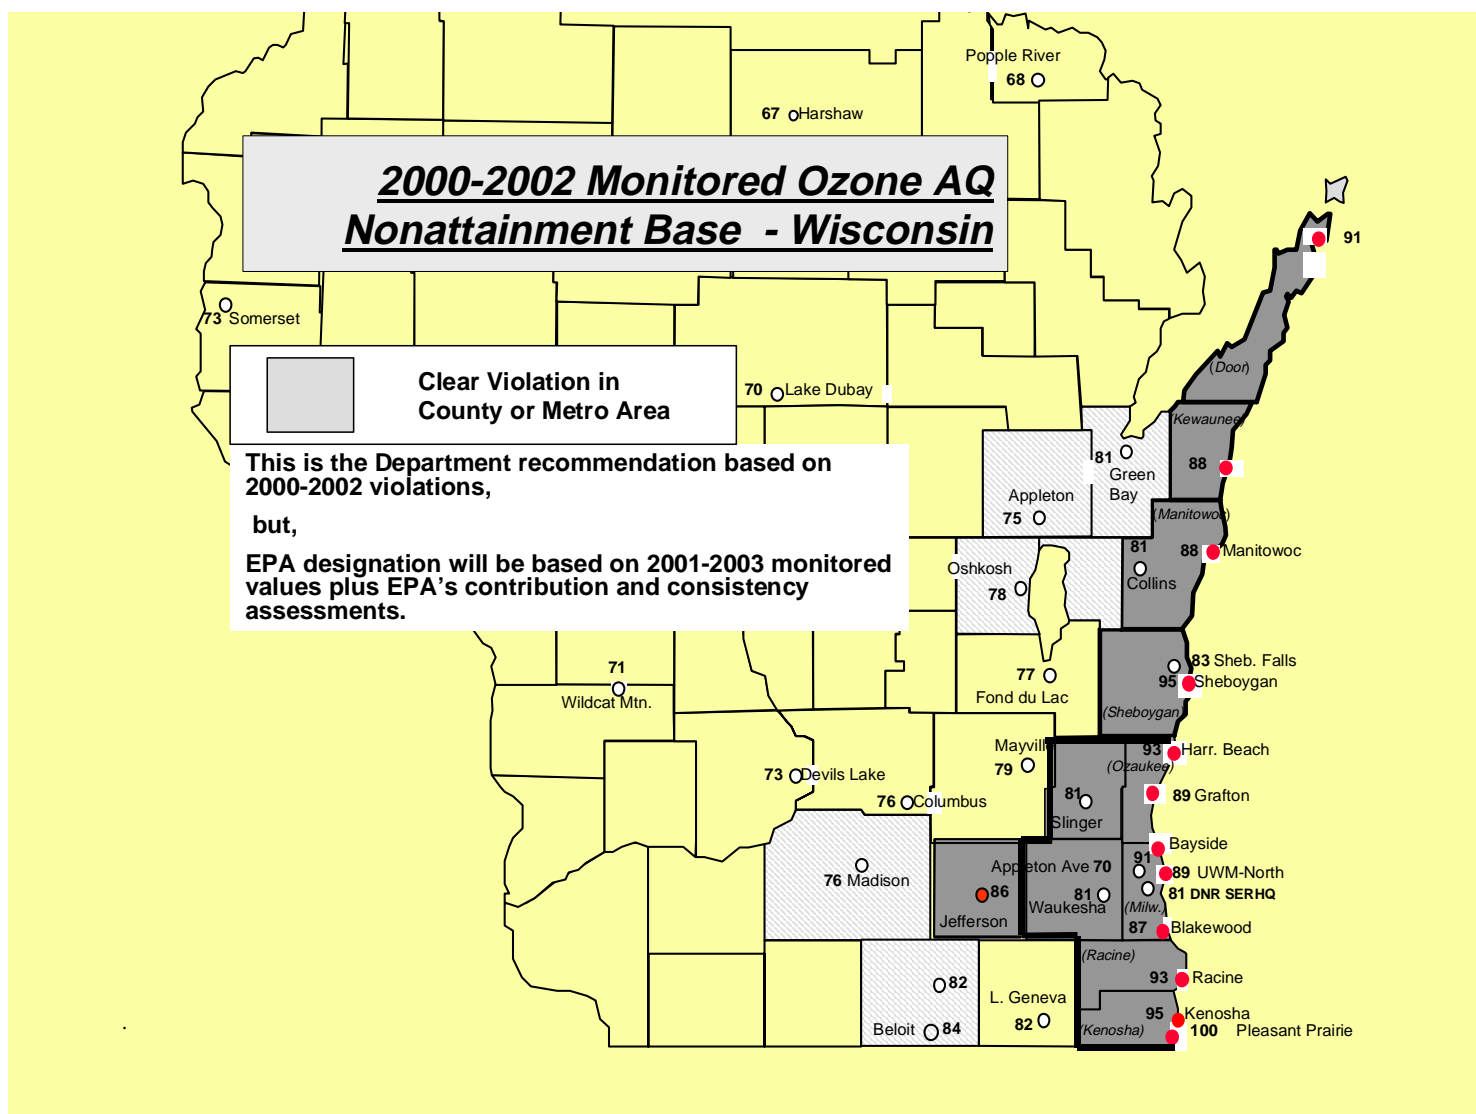 Popple River
68
67 Harshaw
2000-2002 Monitored Ozone AQ
Nonattainment Base - Wisconsin
91
73 Somerset
(Door)
Clear Violation in
County or Metro Area
70 Lake Dubay
(Kewaunee)
88
81
Green
Bay
Appleton
75
This is the Department recommendation based on
2000-2002 violations,
but,
EPA designation will be based on 2001-2003 monitored
values plus EPA's contribution and consistency
assessments.
(Manitowoc)
81
88 Manitowoc
Collins
Oshkosh
78
71
Wildcat Mtn.
77
Fond du Lac
83 Sheb. Falls
95 Sheboygan
(Sheboygan)
Mayville
79
93 Harr. Beach
(Ozaukee)
73 Devils Lake
76 Columbus
81
Slinger
89 Grafton
Bayside
91
Appleton Ave 70
89 UWM-North
76 Madison
86
Jefferson
81
Waukesha
(Milw.)
81 DNR SERHQ
87 Blakewood
(Racine)
93 Racine
82
L. Geneva
82
Beloit 84
95 Kenosha
(Kenosha)
100 Pleasant Prairie